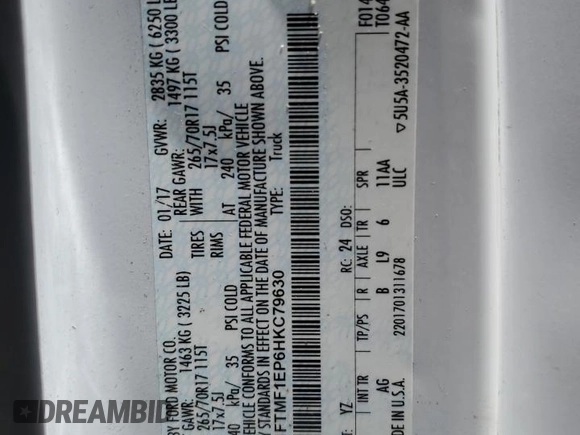 BY FORD MOTOR CO.
DATE: 01/17
GVWR: 2835 KG ( 6250 L
GAWR: 1463 KG ( 3225 LB)
REAR GAWR: 1497 KG ( 3300 LB
265/70R17 115T
TIRES
WITH
265/70R17 115T
17x7.5J
RIMS
17x7.5J
240 kPa/ 35 PSI COLD
AT 240 kPa/ 35 PSI COLD
VEHICLE CONFORMS TO ALL APPLICABLE FEDERAL MOTOR VEHICLE
Y STANDARDS IN EFFECT ON THE DATE OF MANUFACTURE SHOWN ABOVE.
FTMF1EP6HKC79630
TYPE: Truck
F014
T064
T: YZ
RC: 24 DSO:
INT TR
TP/PS
R
AXLE
TR
SPR
AG
B
L9
6
11AA
ULC
IN U.S.A.
2201701311678
▽5U5A-3520472-AA
DREAMBID